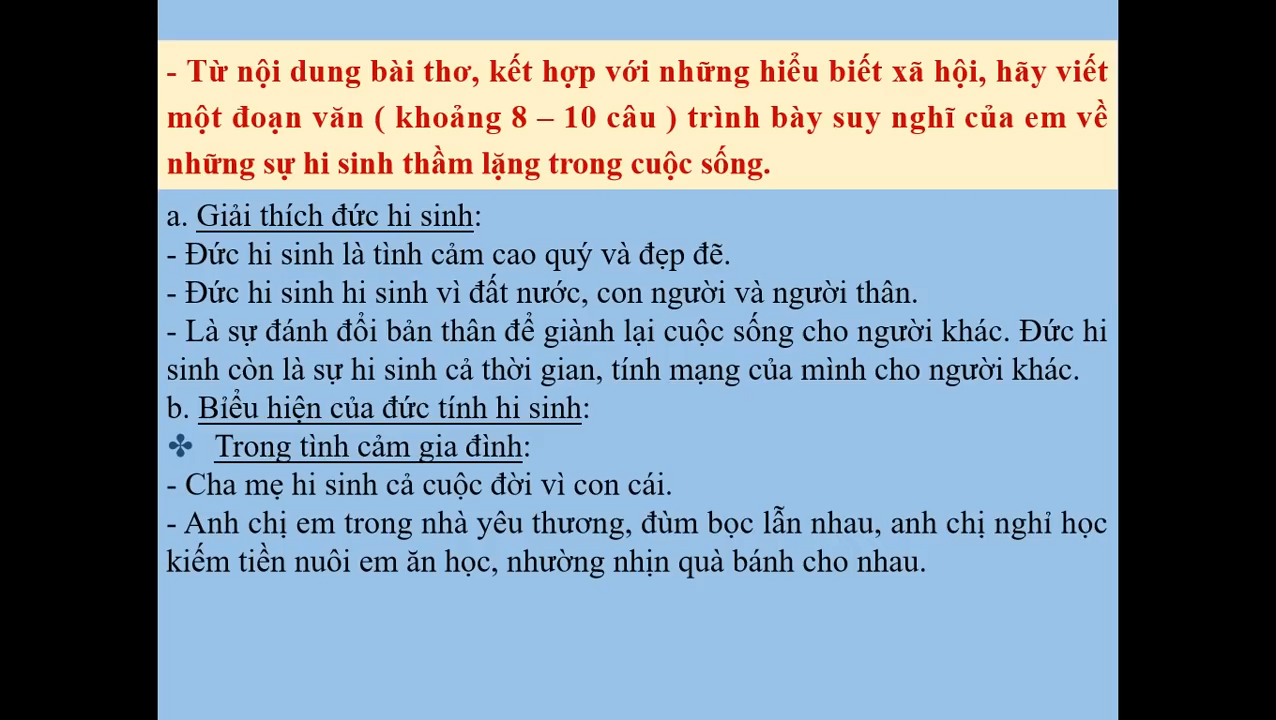 - Từ nội dung bài thơ, kết hợp với những hiểu biết xã hội, hãy viết
một đoạn văn ( khoảng 8 – 10 câu ) trình bày suy nghĩ của em về
những sự hi sinh thầm lặng trong cuộc sống.
a. Giải thích đức hi sinh:
- Đức hi sinh là tình cảm cao quý và đẹp đẽ.
- Đức hi sinh hi sinh vì đất nước, con người và người thân.
- Là sự đánh đổi bản thân để giành lại cuộc sống cho người khác. Đức hi
sinh còn là sự hi sinh cả thời gian, tính mạng của mình cho người khác.
b. Biểu hiện của đức tính hi sinh:
✤ Trong tình cảm gia đình:
- Cha mẹ hi sinh cả cuộc đời vì con cái.
- Anh chị em trong nhà yêu thương, đùm bọc lẫn nhau, anh chị nghỉ học
kiếm tiền nuôi em ăn học, nhường nhịn quà bánh cho nhau.